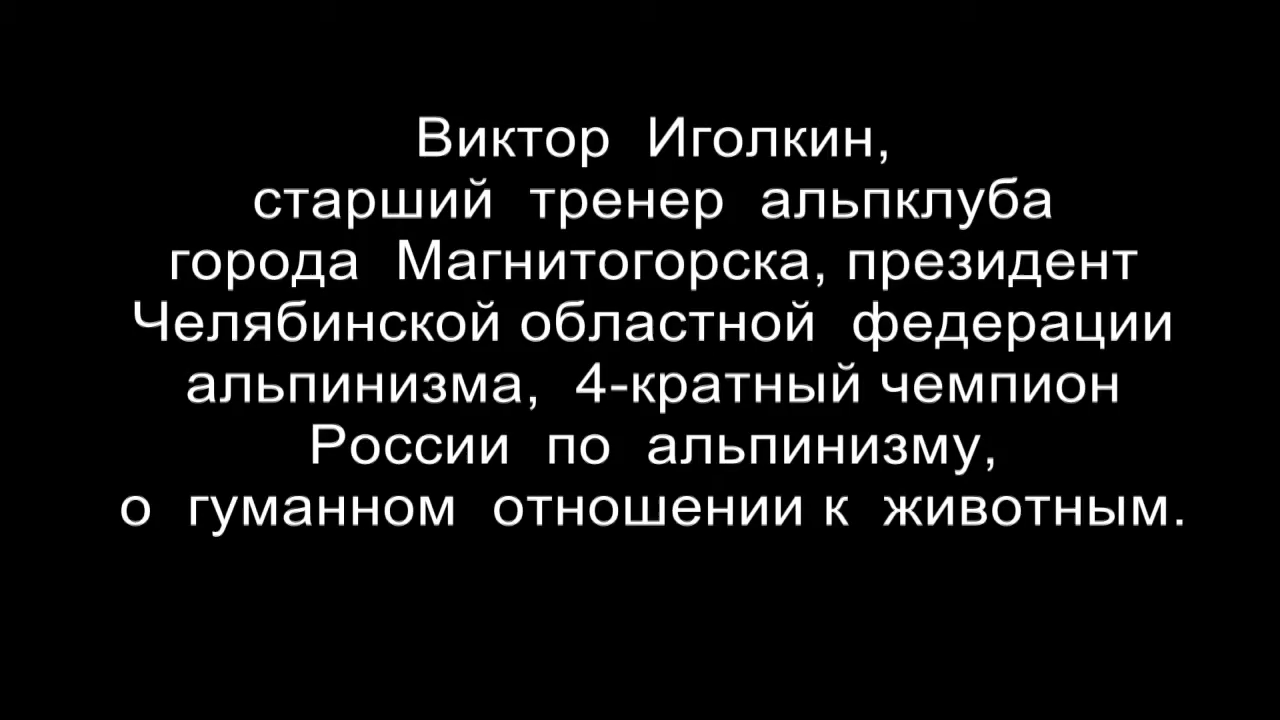 Виктор Иголкин,
старший тренер альпклуба
города Магнитогорска, президент
Челябинской областной федерации
альпинизма, 4-кратный чемпион
России по альпинизму,
о гуманном отношении к животным.